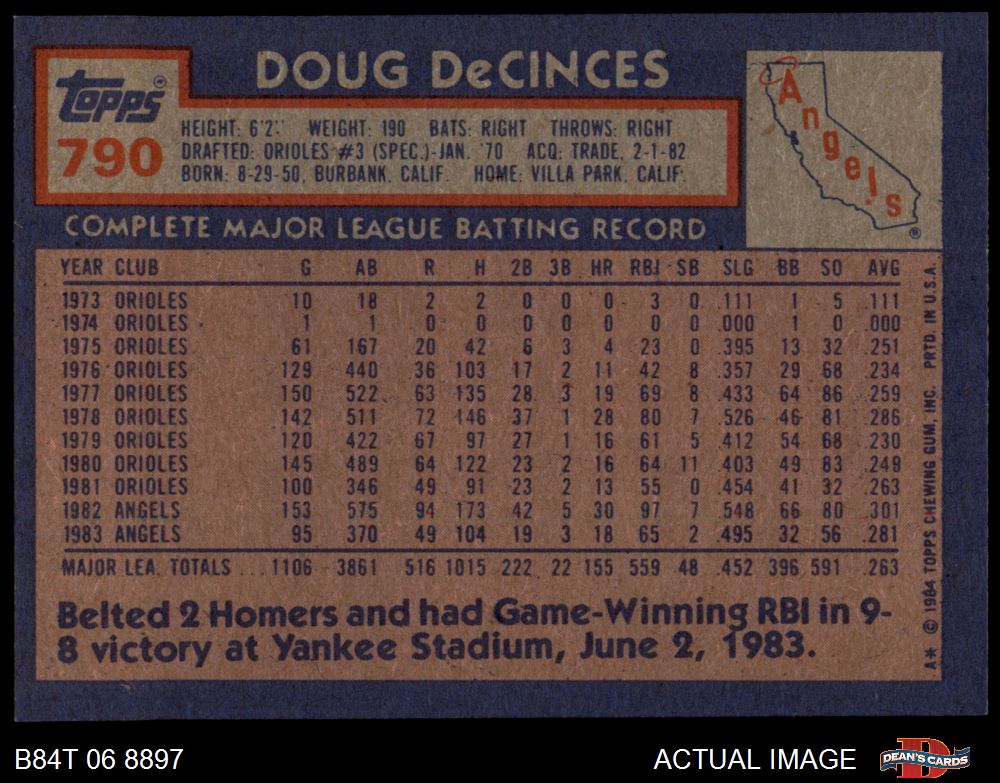 Topps ®
790
DOUG DeCINCES
HEIGHT: 6'2" WEIGHT: 190 BATS: RIGHT THROWS: RIGHT
DRAFTED: ORIOLES #3 (SPEC.)-JAN. '70 ACQ: TRADE, 2-1-82
BORN: 8-29-50, BURBANK, CALIF. HOME: VILLA PARK, CALIF.
Angels ®
COMPLETE MAJOR LEAGUE BATTING RECORD
YEAR CLUB G AB R H 2B 3B HR RBI SB SLG BB SO AVG
1973 ORIOLES 10 18 2 2 0 0 0 3 0 .111 1 5 .111
1974 ORIOLES 1 1 0 0 0 0 0 0 0 .000 1 0 .000
1975 ORIOLES 61 167 20 42 6 3 4 23 0 .395 13 32 .251
1976 ORIOLES 129 440 36 103 17 2 11 42 8 .357 29 68 .234
1977 ORIOLES 150 522 63 135 28 3 19 69 8 .433 64 86 .259
1978 ORIOLES 142 511 72 146 37 1 28 80 7 .526 46 81 .286
1979 ORIOLES 120 422 67 97 27 1 16 61 5 .412 54 68 .230
1980 ORIOLES 145 489 64 122 23 2 16 64 11 .403 49 83 .249
1981 ORIOLES 100 346 49 91 23 2 13 55 0 .454 41 32 .263
1982 ANGELS 153 575 94 173 42 5 30 97 7 .548 66 80 .301
1983 ANGELS 95 370 49 104 19 3 18 65 2 .495 32 56 .281
MAJOR LEA. TOTALS ... 1106 3861 516 1015 222 22 155 559 48 .452 396 591 .263
Belted 2 Homers and had Game-Winning RBI in 9-
8 victory at Yankee Stadium, June 2, 1983.
A* © 1984 TOPPS CHEWING GUM, INC. PRTD. IN U.S.A.
B84T 06 8897
ACTUAL IMAGE
DEAN'S CARDS